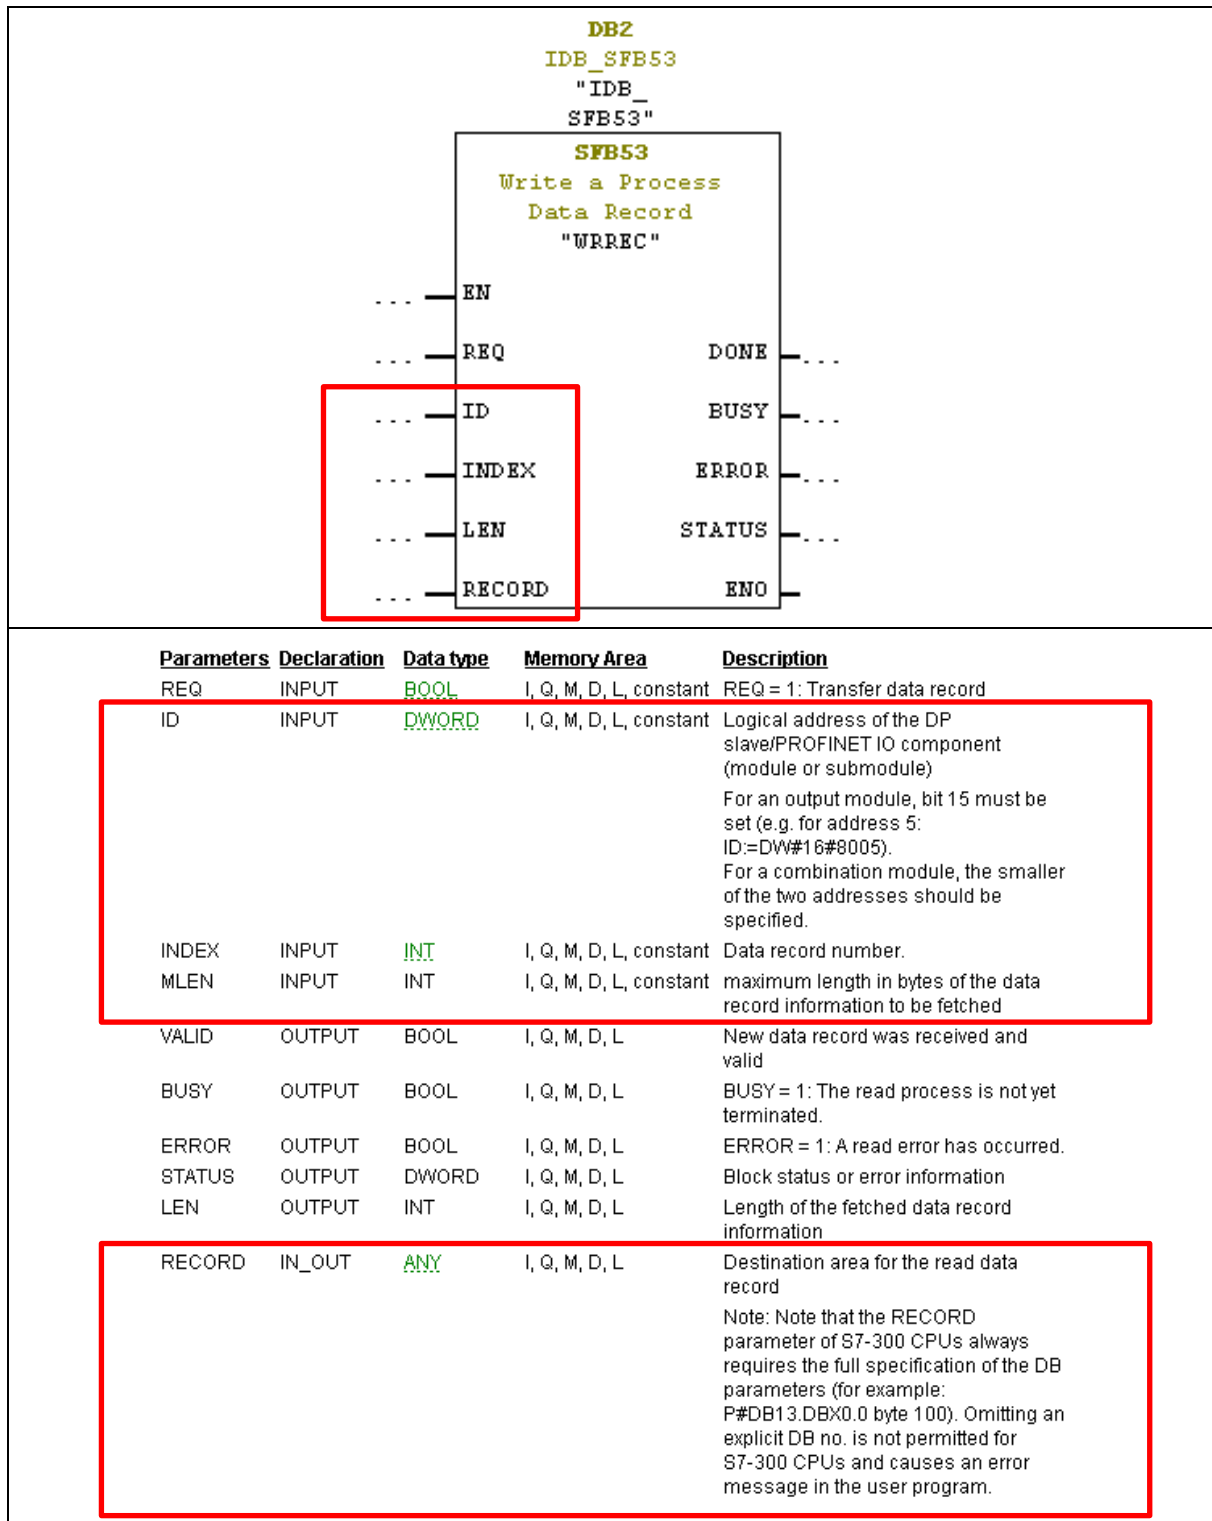 DB2
IDB_SFB53
"IDB_
SFB53"
SFB53
Write a Process
Data Record
"WRREC"
... EN
... REQ DONE ...
... ID BUSY ...
... INDEX ERROR ...
... LEN STATUS ...
... RECORD ENO
Parameters Declaration Data type Memory Area Description
REQ INPUT BOOL I, Q, M, D, L, constant REQ = 1: Transfer data record
ID INPUT DWORD I, Q, M, D, L, constant Logical address of the DP
slave/PROFINET IO component
(module or submodule)
For an output module, bit 15 must be
set (e.g. for address 5:
ID:=DW#16#8005).
For a combination module, the smaller
of the two addresses should be
specified.
INDEX INPUT INT I, Q, M, D, L, constant Data record number.
MLEN INPUT INT I, Q, M, D, L, constant maximum length in bytes of the data
record information to be fetched
VALID OUTPUT BOOL I, Q, M, D, L New data record was received and
valid
BUSY OUTPUT BOOL I, Q, M, D, L BUSY = 1: The read process is not yet
terminated.
ERROR OUTPUT BOOL I, Q, M, D, L ERROR = 1: A read error has occurred.
STATUS OUTPUT DWORD I, Q, M, D, L Block status or error information
LEN OUTPUT INT I, Q, M, D, L Length of the fetched data record
information
RECORD IN_OUT ANY I, Q, M, D, L Destination area for the read data
record
Note: Note that the RECORD
parameter of S7-300 CPUs always
requires the full specification of the DB
parameters (for example:
P#DB13.DBX0.0 byte 100). Omitting an
explicit DB no. is not permitted for
S7-300 CPUs and causes an error
message in the user program.